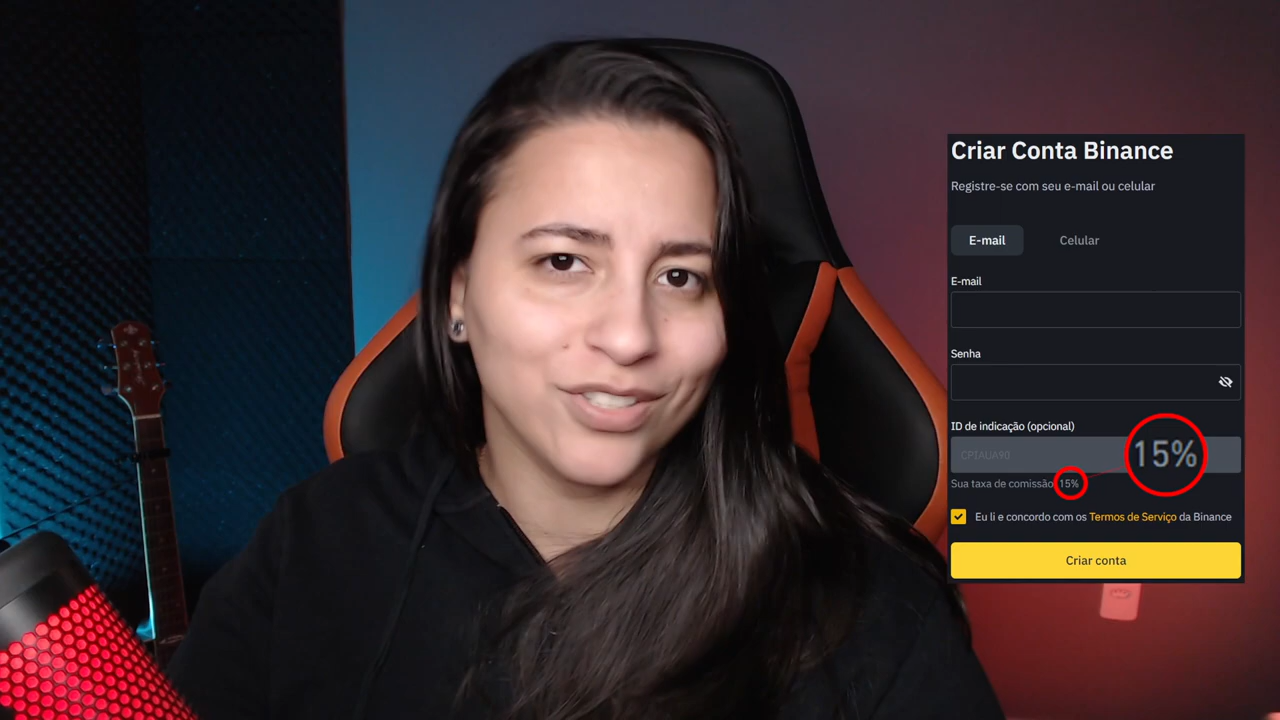 Criar Conta Binance
Registre-se com seu e-mail ou celular
E-mail Celular
E-mail
Senha
ID de indicação (opcional)
15%
Sua taxa de comissão 15%
Eu li e concordo com os Termos de Serviço da Binance
Criar conta